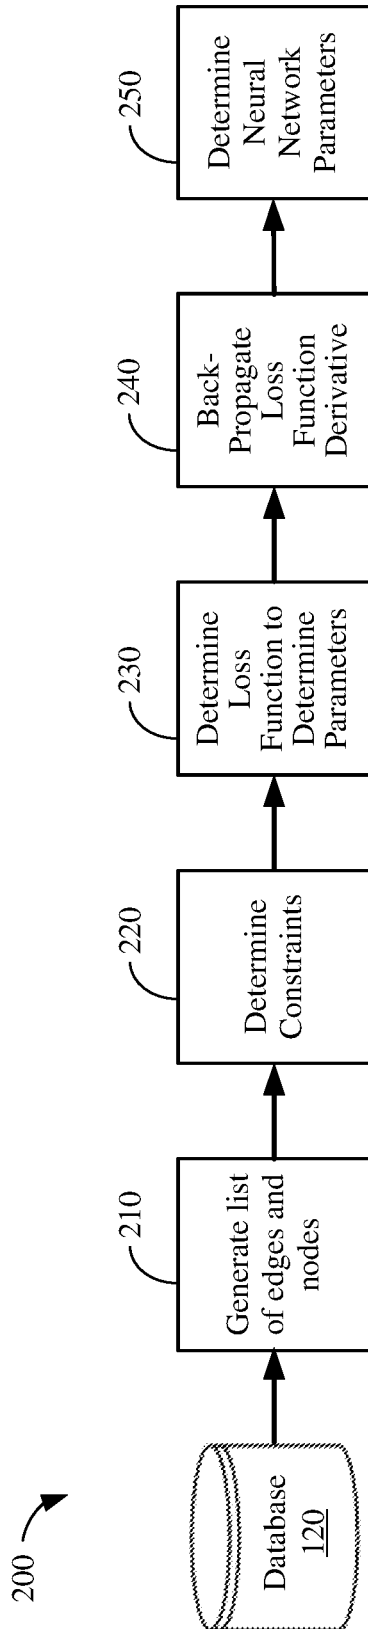 200
Database
120
210
Generate list
of edges and
nodes
220
Determine
Constraints
230
Determine
Loss
Function to
Determine
Parameters
240
Back-
Propagate
Loss
Function
Derivative
250
Determine
Neural
Network
Parameters